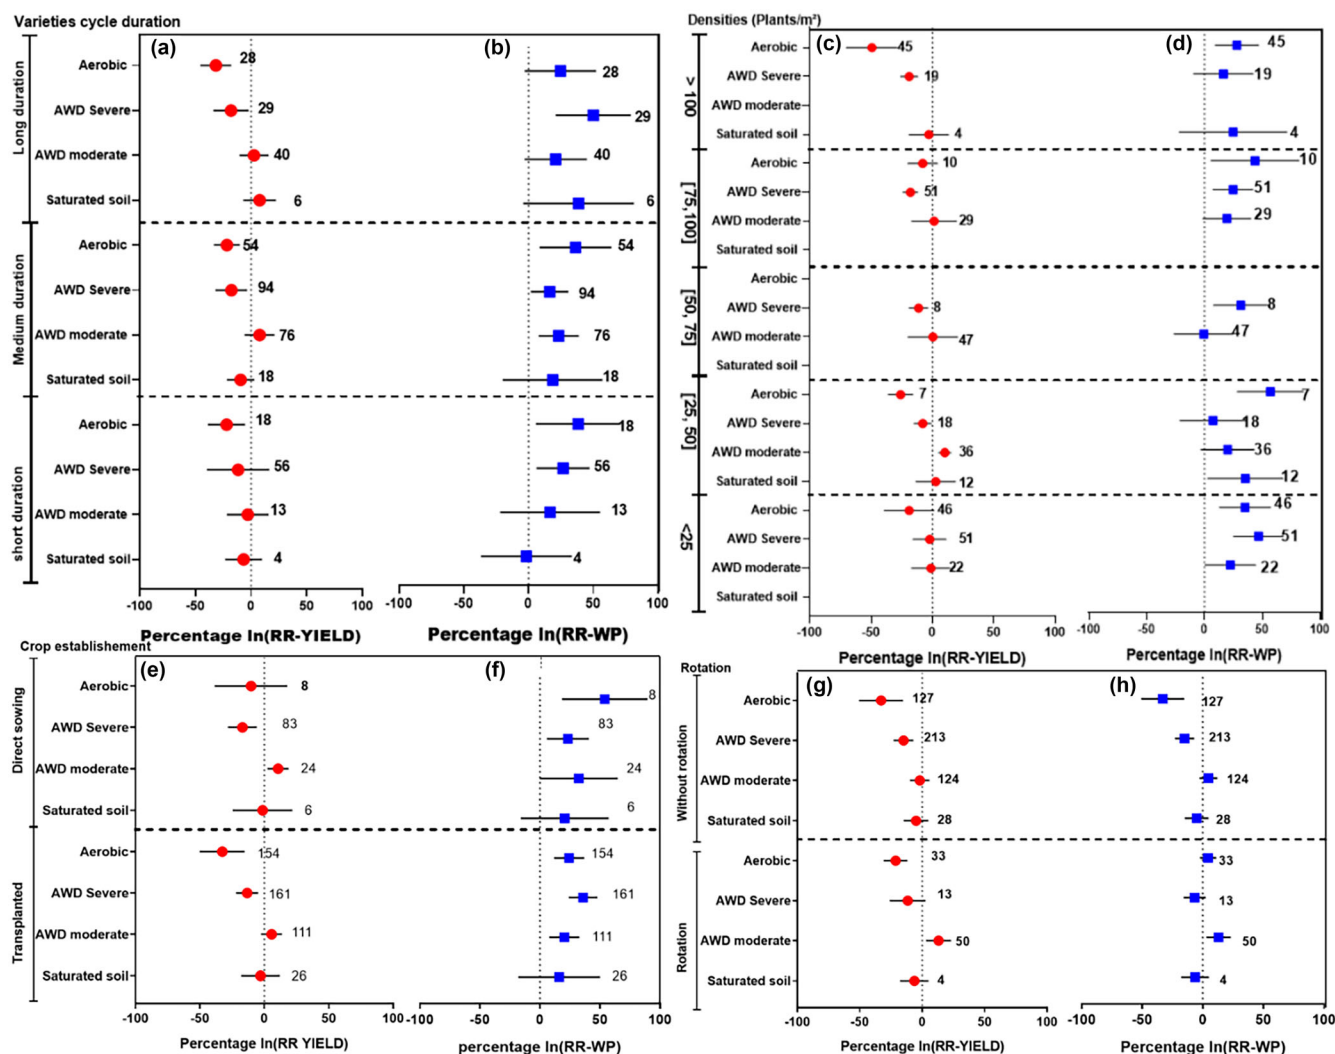 Varieties cycle duration
(a)
(b)
Long duration
Aerobic
28
28
AWD Severe
29
29
AWD moderate
40
40
Saturated soil
6
6
Medium duration
Aerobic
54
54
AWD Severe
94
94
AWD moderate
76
76
Saturated soil
18
18
short duration
Aerobic
18
18
AWD Severe
56
56
AWD moderate
13
13
Saturated soil
4
4
-100 -50 0 50 100
-100 -50 0 50 100
Percentage ln(RR-YIELD)
Percentage ln(RR-WP)
Densities (Plants/m²)
(c)
(d)
> 100
Aerobic
45
45
AWD Severe
19
19
AWD moderate
Saturated soil
4
4
[75,100]
Aerobic
10
10
AWD Severe
51
51
AWD moderate
29
29
Saturated soil
[50, 75]
Aerobic
AWD Severe
8
8
AWD moderate
47
47
Saturated soil
[25, 50]
Aerobic
7
7
AWD Severe
18
18
AWD moderate
36
36
Saturated soil
12
12
<25
Aerobic
46
46
AWD Severe
51
51
AWD moderate
22
22
Saturated soil
-100 -50 0 50 100
-100 -50 0 50 100
Percentage ln(RR-YIELD)
Percentage ln(RR-WP)
Crop establishement
(e)
(f)
Direct sowing
Aerobic
8
8
AWD Severe
83
83
AWD moderate
24
24
Saturated soil
6
6
Transplanted
Aerobic
154
154
AWD Severe
161
161
AWD moderate
111
111
Saturated soil
26
26
-100 -50 0 50 100
-100 -50 0 50 100
Percentage ln(RR YIELD)
percentage ln(RR-WP)
Rotation
(g)
(h)
Without rotation
Aerobic
127
127
AWD Severe
213
213
AWD moderate
124
124
Saturated soil
28
28
Rotation
Aerobic
33
33
AWD Severe
13
13
AWD moderate
50
50
Saturated soil
4
4
-100 -50 0 50 100
-100 -50 0 50 100
Percentage ln(RR-YIELD)
Percentage ln(RR-WP)